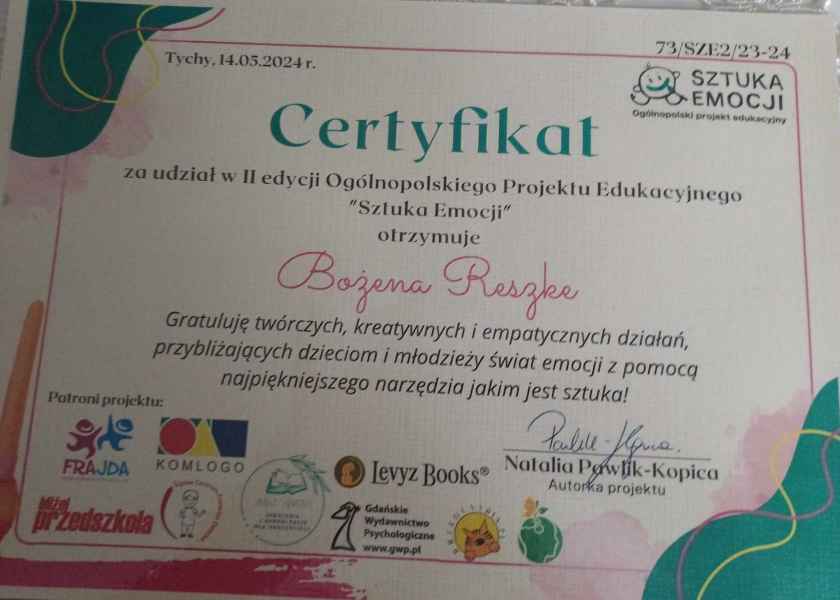 73/SZE2/23-24
Tychy, 14.05.2024 r.
SZTUKA
EMOCJI
Ogólnopolski projekt edukacyjny
Certyfikat
za udział w II edycji Ogólnopolskiego Projektu Edukacyjnego
"Sztuka Emocji"
otrzymuje
Bożena Reszke
Gratuluję twórczych, kreatywnych i empatycznych działań,
przybliżających dzieciom i młodzieży świat emocji z pomocą
najpiękniejszego narzędzia jakim jest sztuka!
Patroni projektu:
FRAJDA
KOMLOGO
Levyz Books®
Natalia Pawlik-Kopica
Autorka projektu
Bliżej
przedszkola
Gdańskie
Wydawnictwo
Psychologiczne
www.gwp.pl